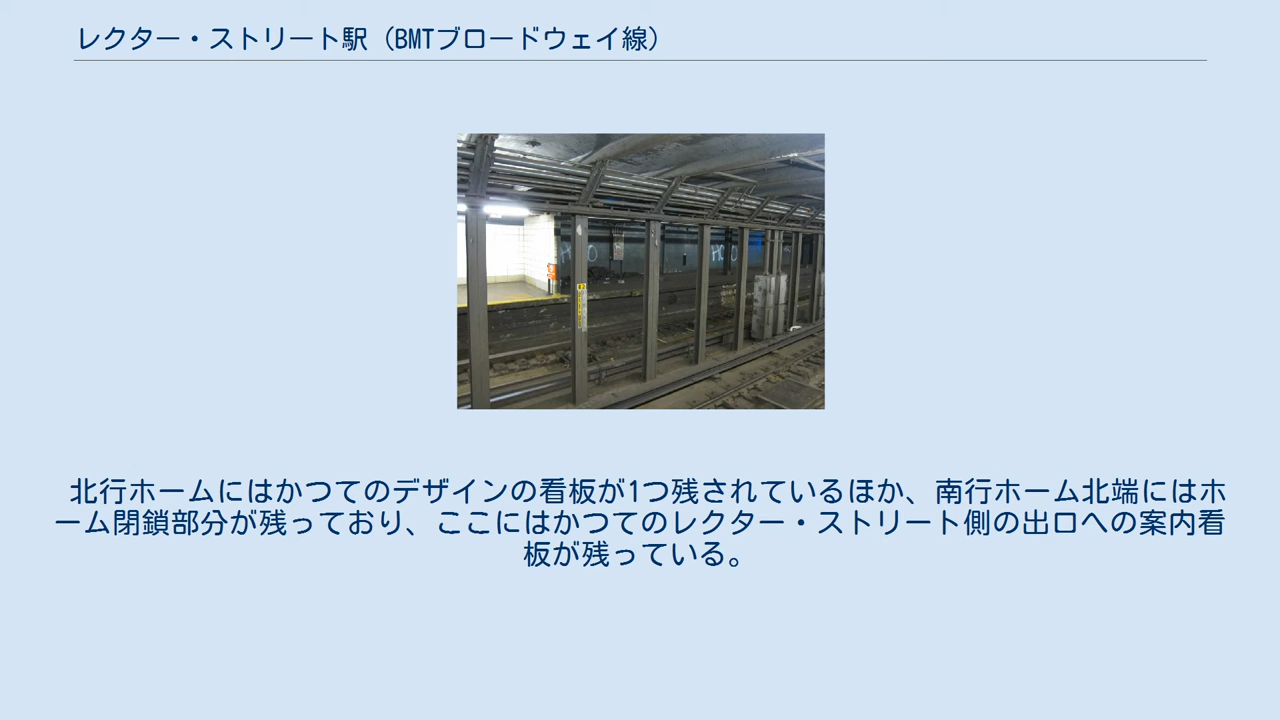 レクター・ストリート駅（BMTブロードウェイ線）
北行ホームにはかつてのデザインの看板が1つ残されているほか、南行ホーム北端にはホ
ーム閉鎖部分が残っており、ここにはかつてのレクター・ストリート側の出口への案内看
板が残っている。